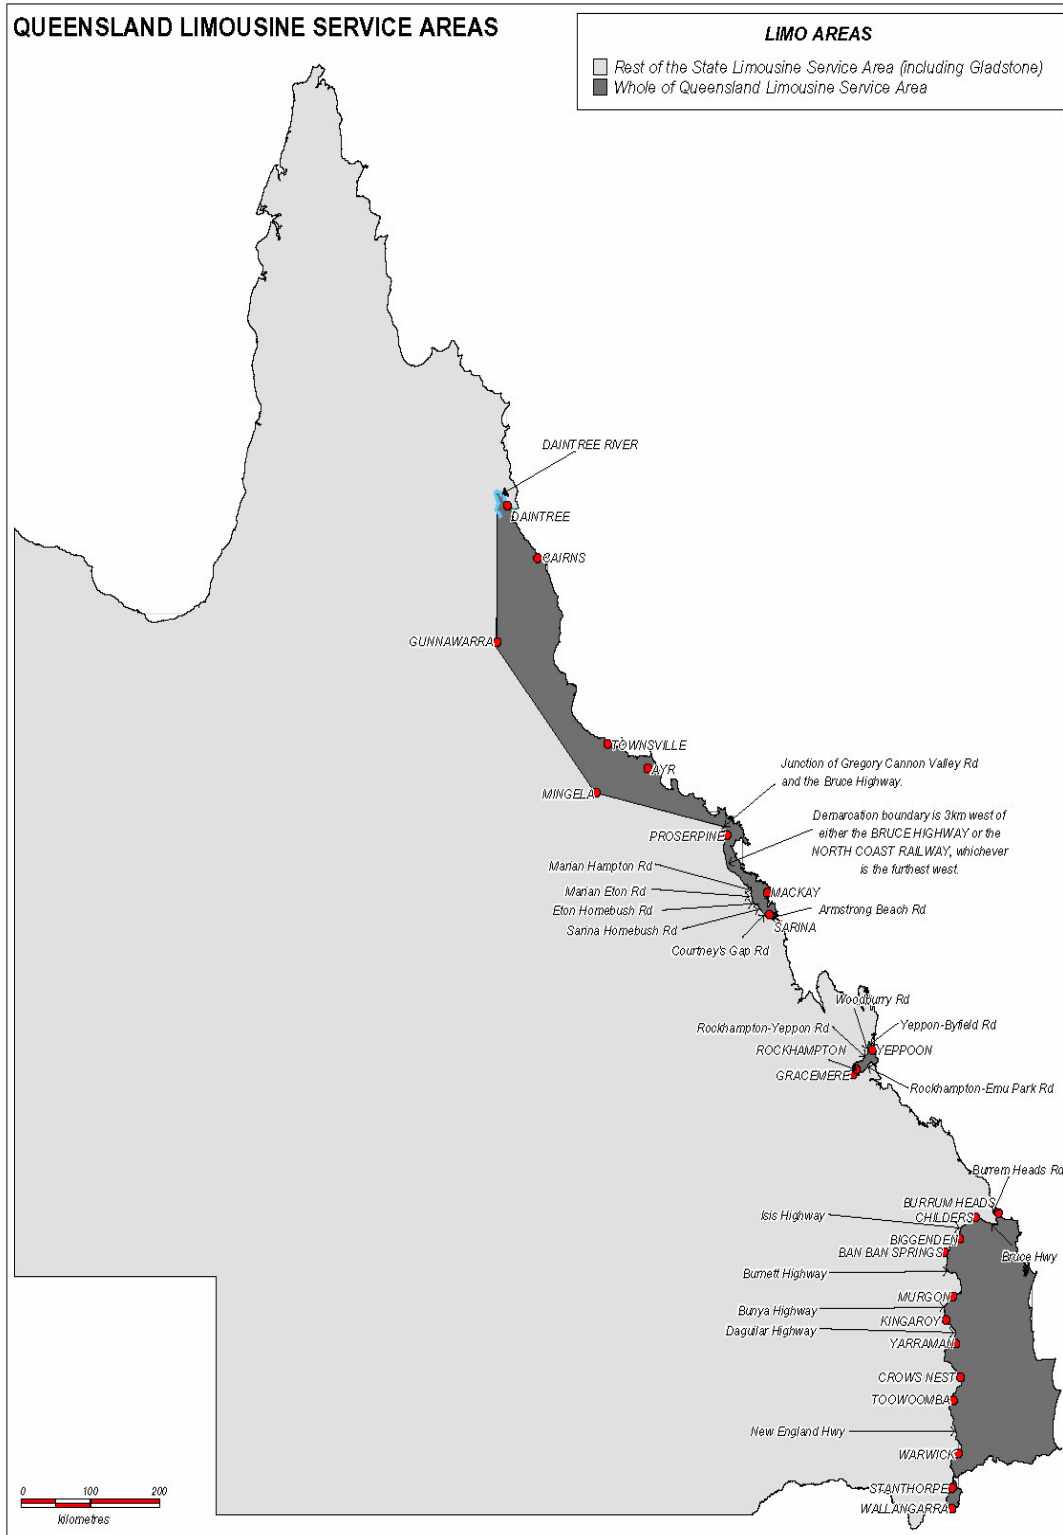 QUEENSLAND LIMOUSINE SERVICE AREAS
LIMO AREAS
Rest of the State Limousine Service Area (including Gladstone)
Whole of Queensland Limousine Service Area
DAINTREE RIVER
DAINTREE
CAIRNS
GUNNAWARRA
TOWNSVILLE
AYR
MINGELA
Junction of Gregory Cannon Valley Rd
and the Bruce Highway.
PROSERPINE
Demarcation boundary is 3km west of
either the BRUCE HIGHWAY or the
NORTH COAST RAILWAY, whichever
is the furthest west.
Marian Hampton Rd
Marian Eton Rd
MACKAY
Eton Homebush Rd
Armstrong Beach Rd
Sarina Homebush Rd
SARINA
Courtney's Gap Rd
Woodburry Rd
Rockhampton-Yeppon Rd
Yeppon-Byfield Rd
ROCKHAMPTON
YEPPOON
GRACEMERE
Rockhampton-Emu Park Rd
Burrem Heads Rd
BURRUM HEADS
Isis Highway
CHILDERS
BIGGENDEN
BAN BAN SPRINGS
Bruce Hwy
Burnett Highway
MURGON
Bunya Highway
KINGAROY
Daguilar Highway
YARRAMAN
CROWS NEST
TOOWOOMBA
New England Hwy
WARWICK
STANTHORPE
WALLANGARRA
0 100 200
kilometres